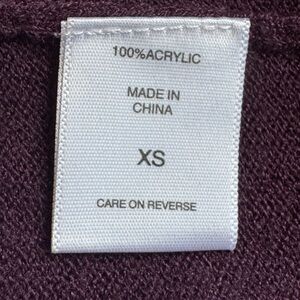 100%ACRYLIC
MADE IN
CHINA
XS
CARE ON REVERSE